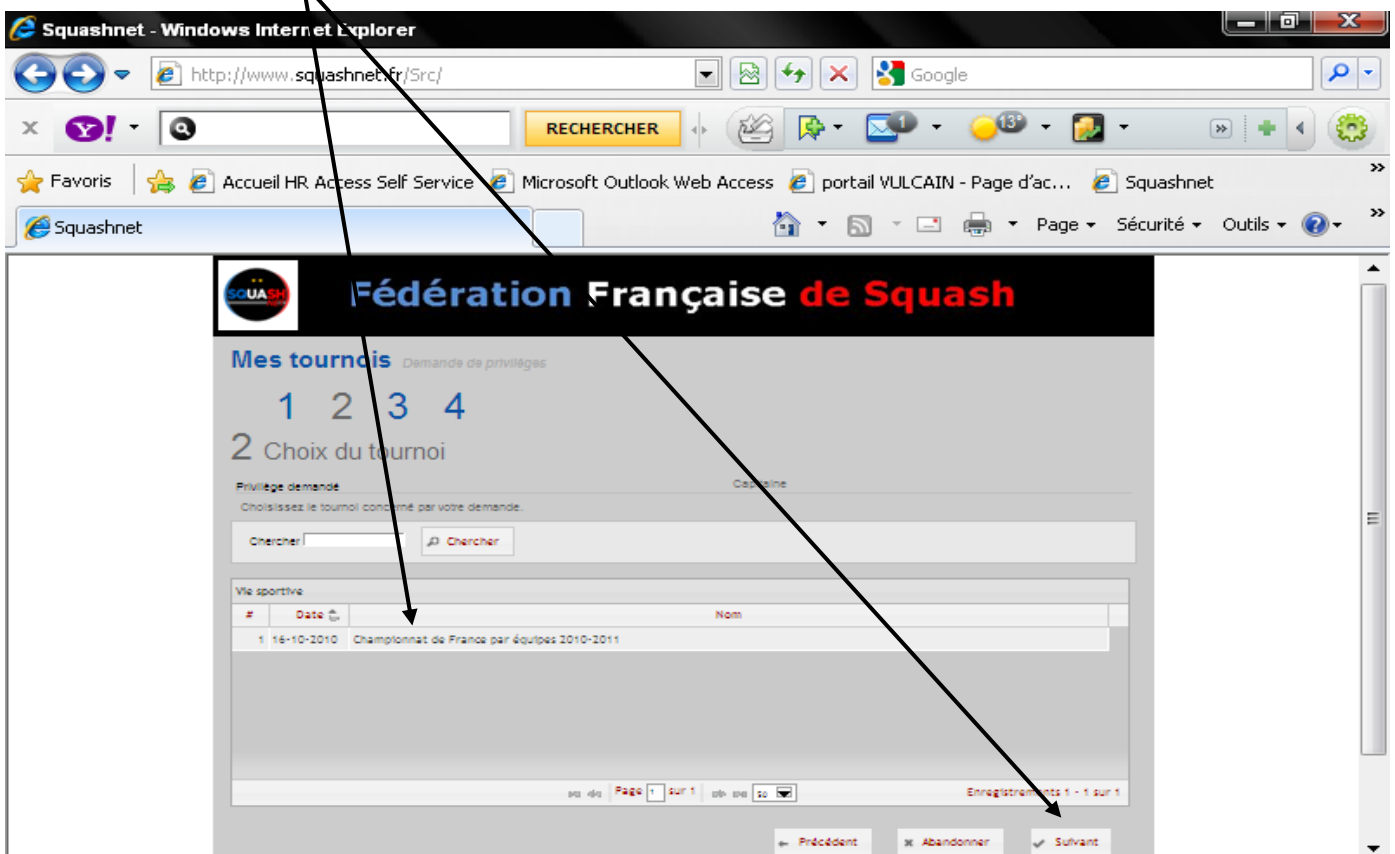 Squashnet - Windows Internet Explorer
http://www.squashnet.fr/Src/
Google
RECHERCHER
1
13°
Favoris
Accueil HR Access Self Service
Microsoft Outlook Web Access
portail VULCAIN - Page d'ac...
Squashnet
Squashnet
Page
Sécurité
Outils
SQUASH
Fédération Française de Squash
Mes tournois Demande de privilèges
1 2 3 4
2 Choix du tournoi
Privilège demandé Capitaine
Choisissez le tournoi concerné par votre demande.
Chercher Chercher
Vie sportive
# Date Nom
1 16-10-2010 Championnat de France par équipes 2010-2011
Page 1 sur 1 50 Enregistrements 1 - 1 sur 1
Précédent Abandonner Suivant